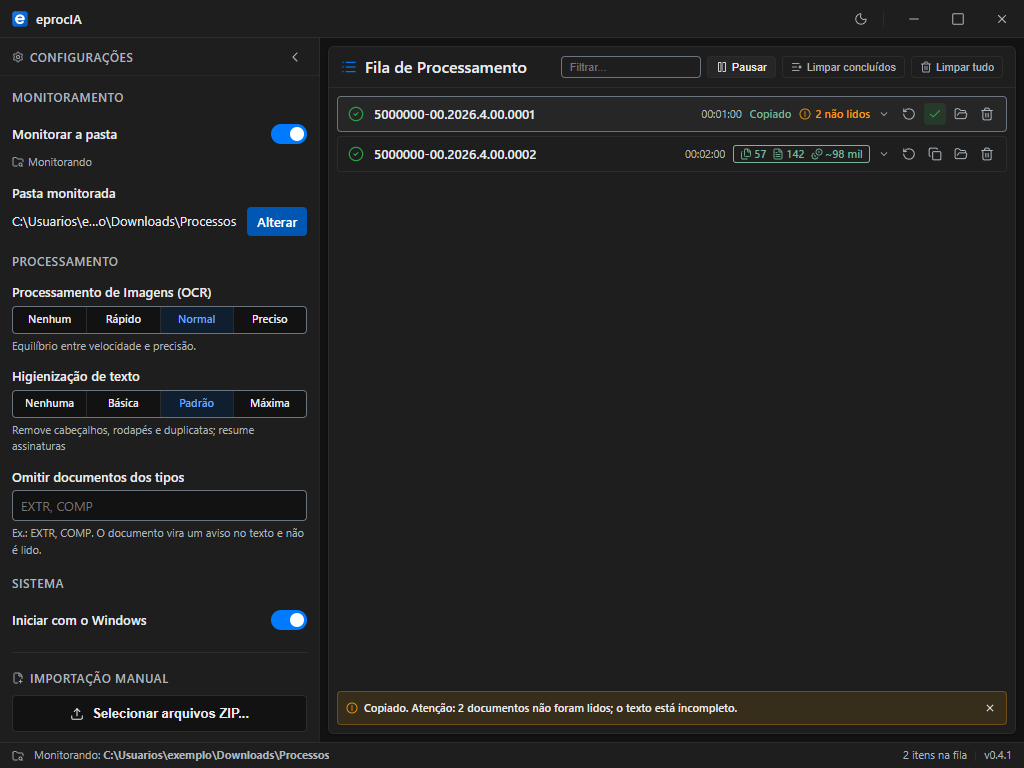 eprocIA
CONFIGURAÇÕES
MONITORAMENTO
Monitorar a pasta
Monitorando
Pasta monitorada
C:\Usuarios\e...o\Downloads\Processos
Alterar
PROCESSAMENTO
Processamento de Imagens (OCR)
Nenhum Rápido Normal Preciso
Equilíbrio entre velocidade e precisão.
Higienização de texto
Nenhuma Básica Padrão Máxima
Remove cabeçalhos, rodapés e duplicatas; resume
assinaturas
Omitir documentos dos tipos
EXTR, COMP
Ex.: EXTR, COMP. O documento vira um aviso no texto e não
é lido.
SISTEMA
Iniciar com o Windows
IMPORTAÇÃO MANUAL
Selecionar arquivos ZIP...
Fila de Processamento
Filtrar...
Pausar
Limpar concluídos
Limpar tudo
5000000-00.2026.4.00.0001 00:01:00 Copiado 2 não lidos
5000000-00.2026.4.00.0002 00:02:00 57 142 ~98 mil
Copiado. Atenção: 2 documentos não foram lidos; o texto está incompleto.
Monitorando: C:\Usuarios\exemplo\Downloads\Processos
2 itens na fila v0.4.1